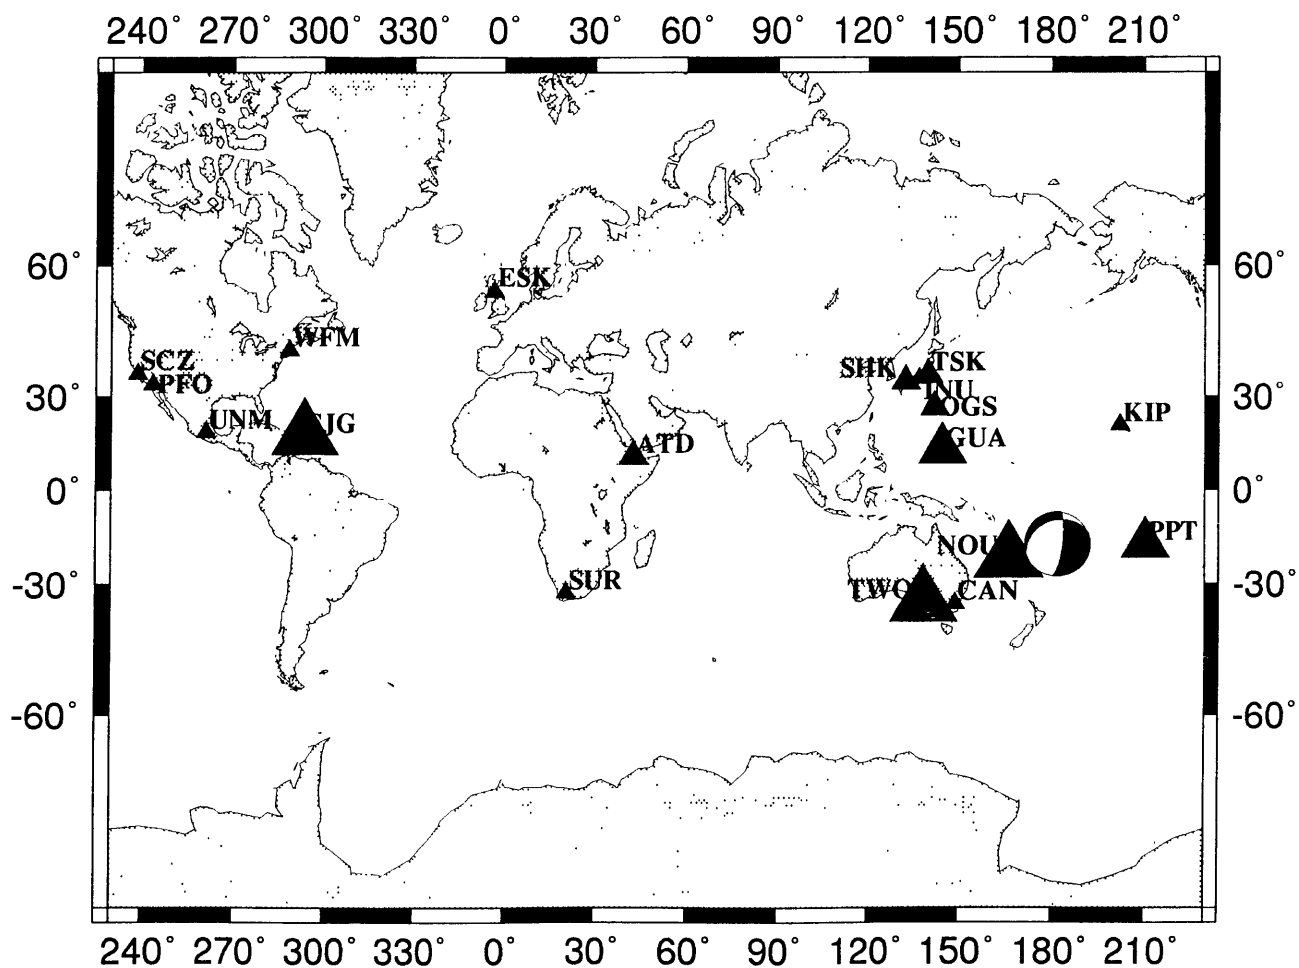 240° 270° 300° 330° 0° 30° 60° 90° 120° 150° 180° 210°
60° 60°
ESK
WFM
SCZ TSK
SHK
PFO
INU
30° 30°
OGS
KIP
UNM
SJG
GUA
ATD
0° 0°
PPT
NOU
SUR
-30° -30°
TWO CAN
-60° -60°
240° 270° 300° 330° 0° 30° 60° 90° 120° 150° 180° 210°